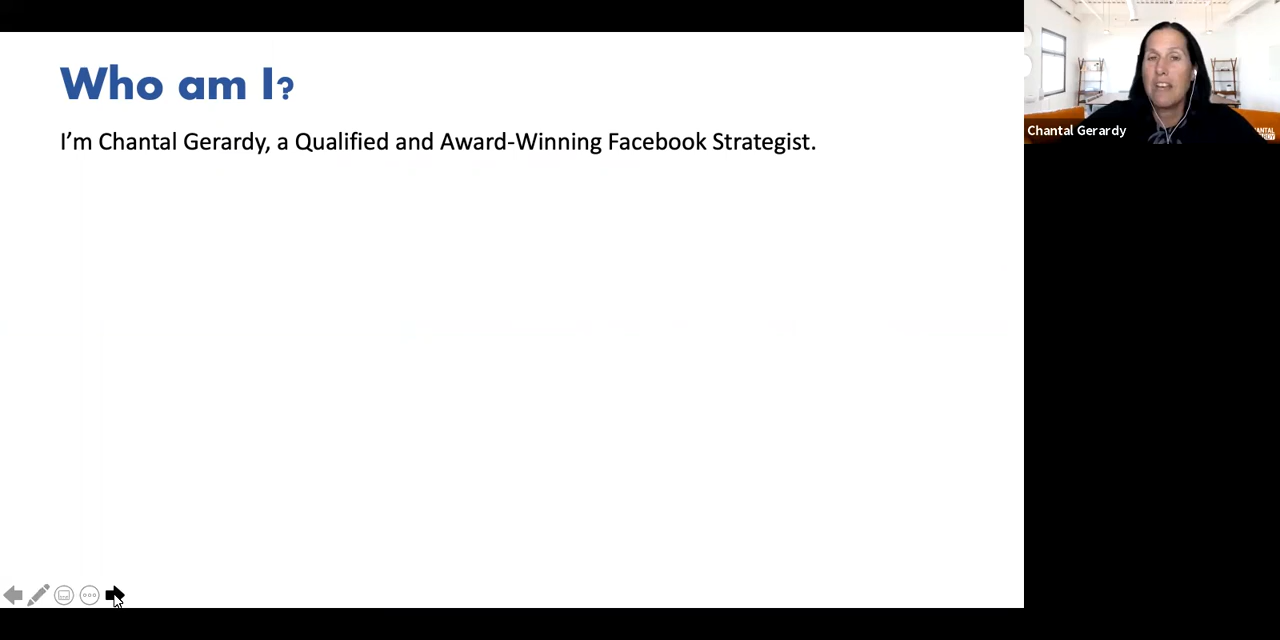 Who am I?
I’m Chantal Gerardy, a Qualified and Award-Winning Facebook Strategist.
Chantal Gerardy